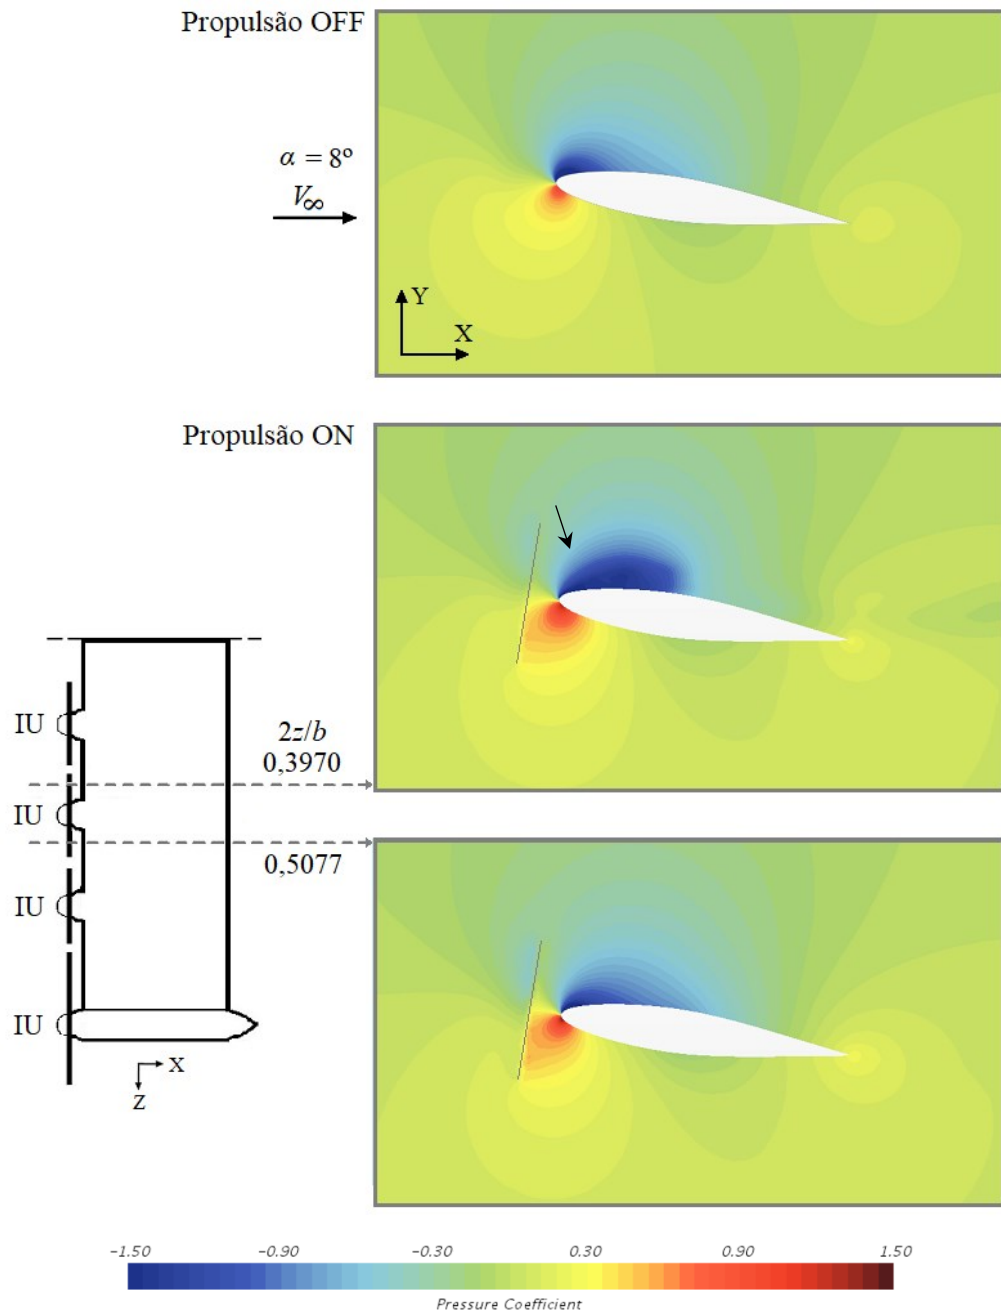 Propulsão OFF
α = 8º
V∞
Y
X
Propulsão ON
IU
2z/b
0,3970
IU
0,5077
IU
IU
X
Z
-1.50 -0.90 -0.30 0.30 0.90 1.50
Pressure Coefficient